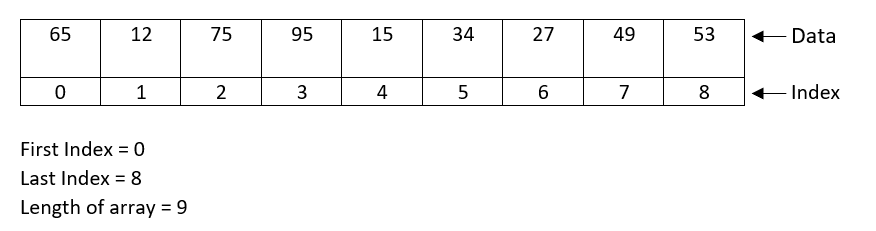 65 12 75 95 15 34 27 49 53 Data
0 1 2 3 4 5 6 7 8 Index
First Index = 0
Last Index = 8
Length of array = 9